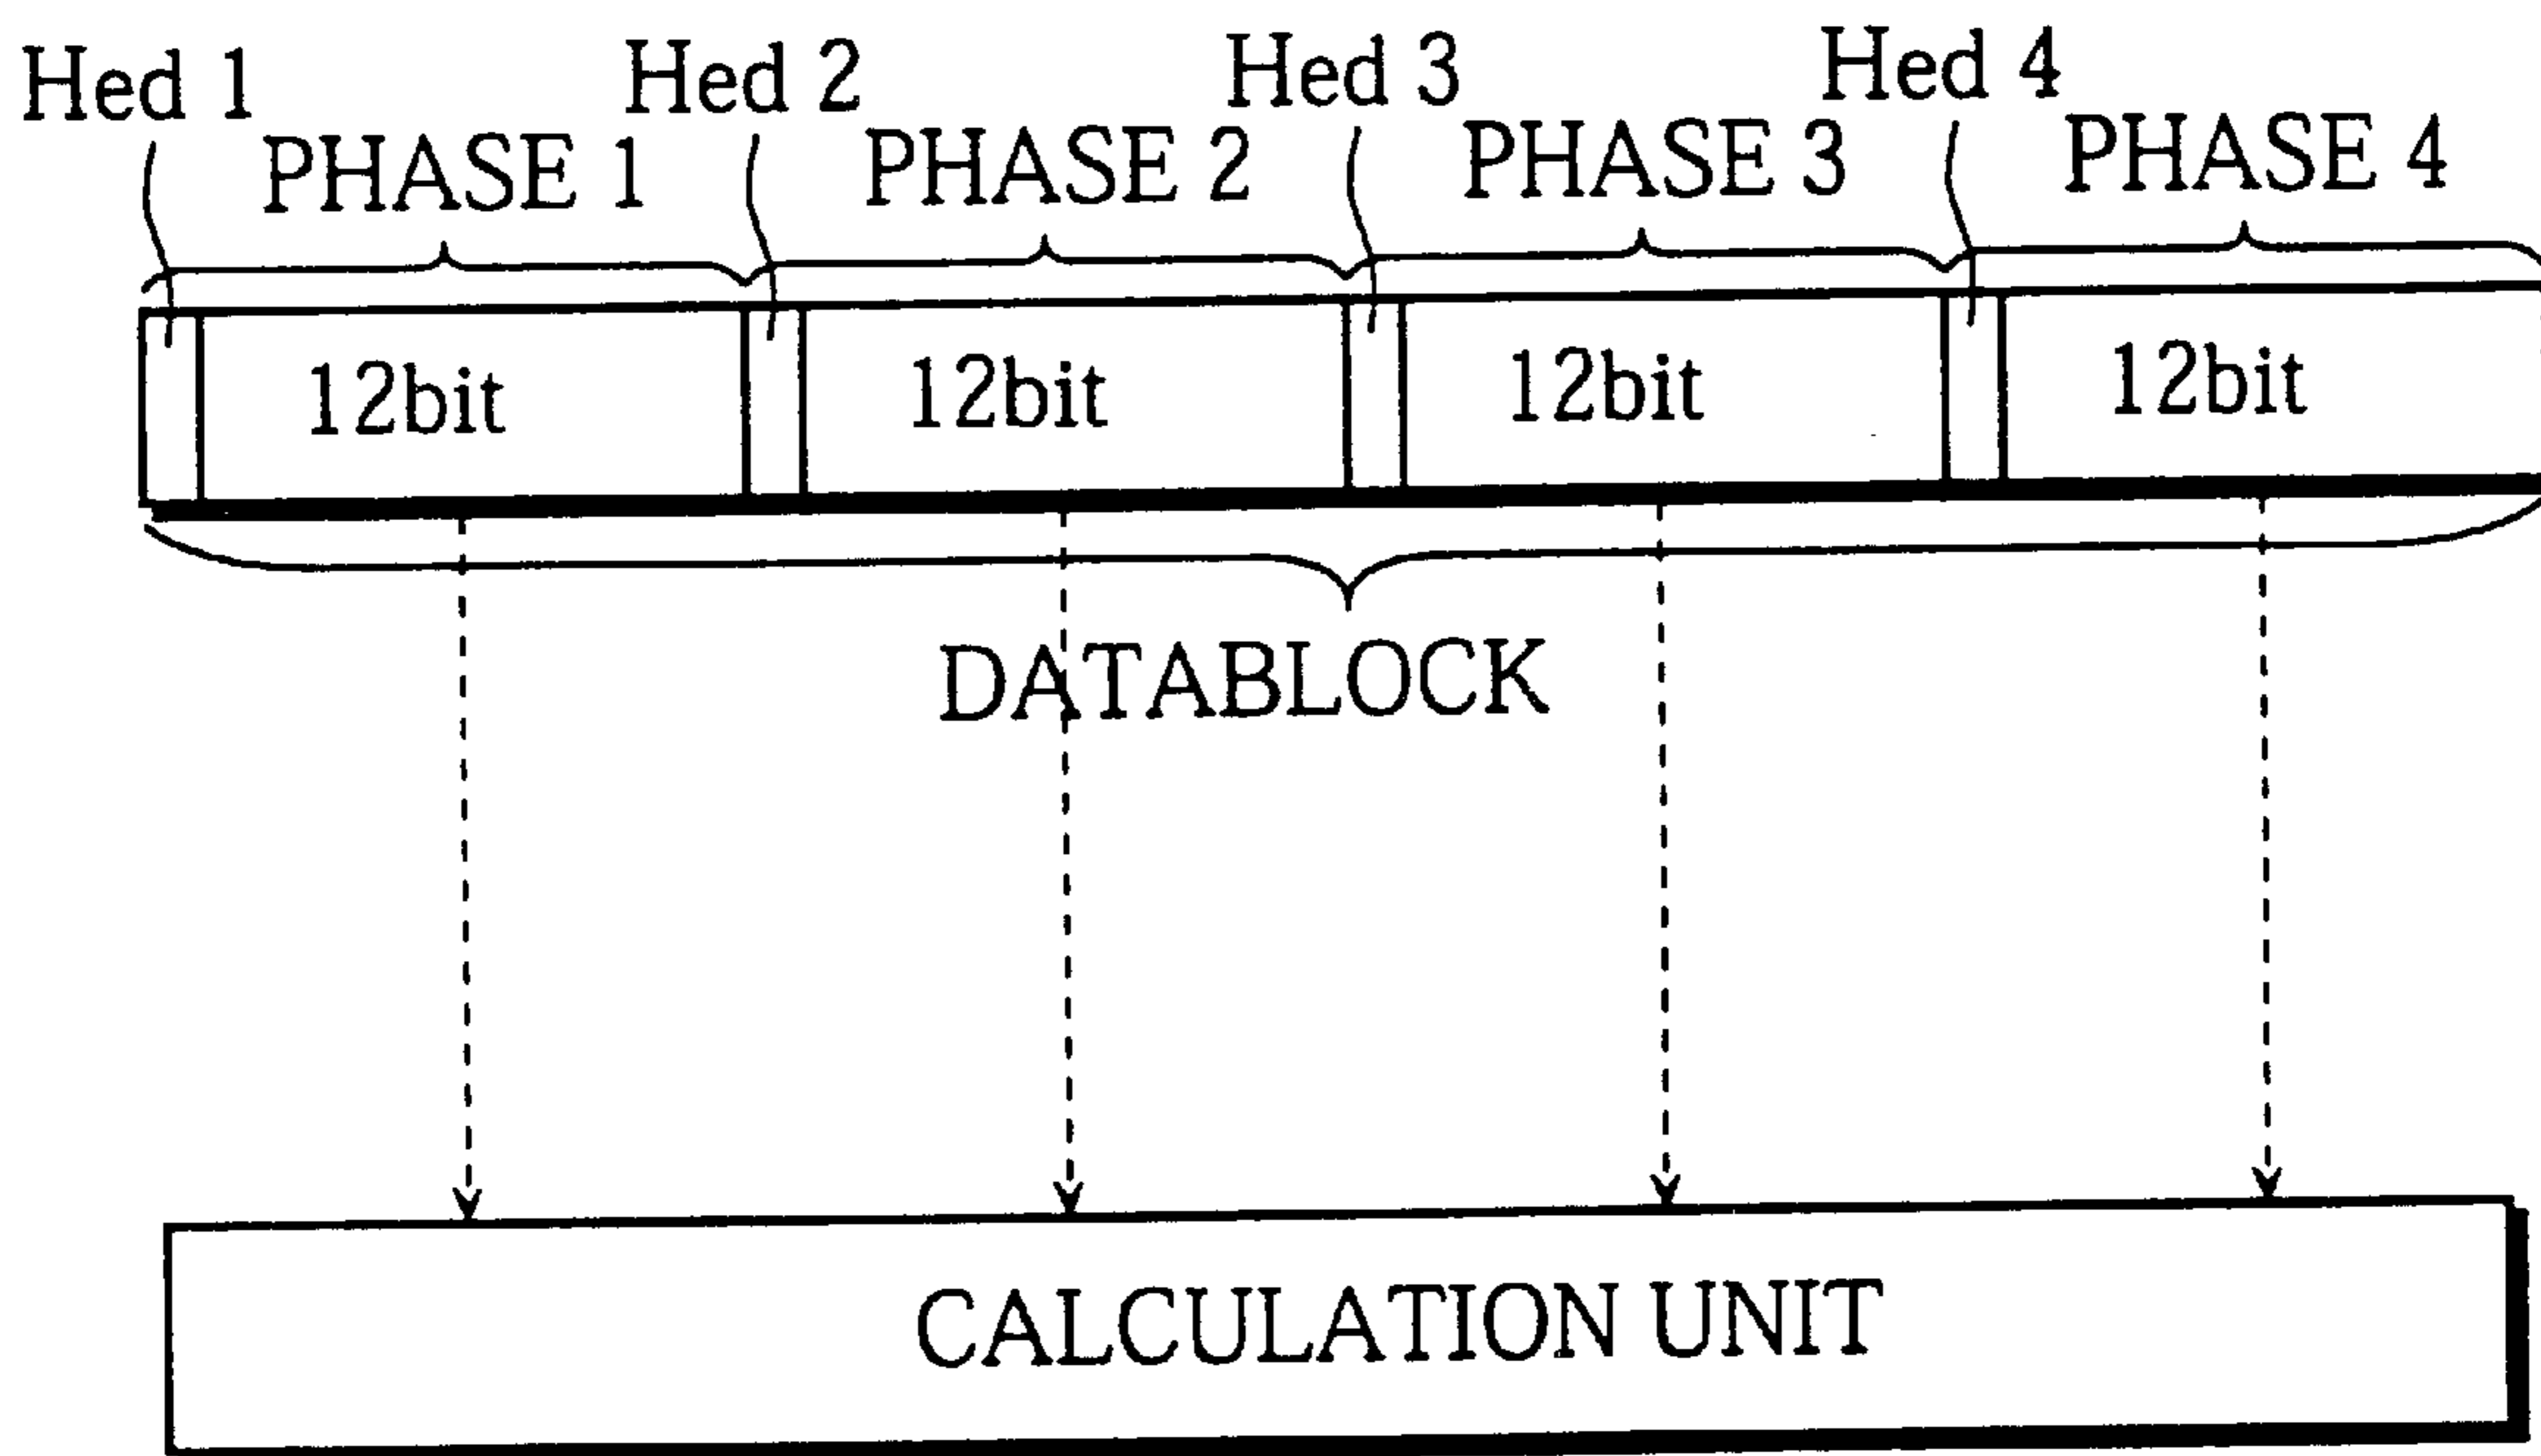 Hed 1 Hed 2 Hed 3 Hed 4
PHASE 1 PHASE 2 PHASE 3 PHASE 4
12bit 12bit 12bit 12bit
DATABLOCK
CALCULATION UNIT